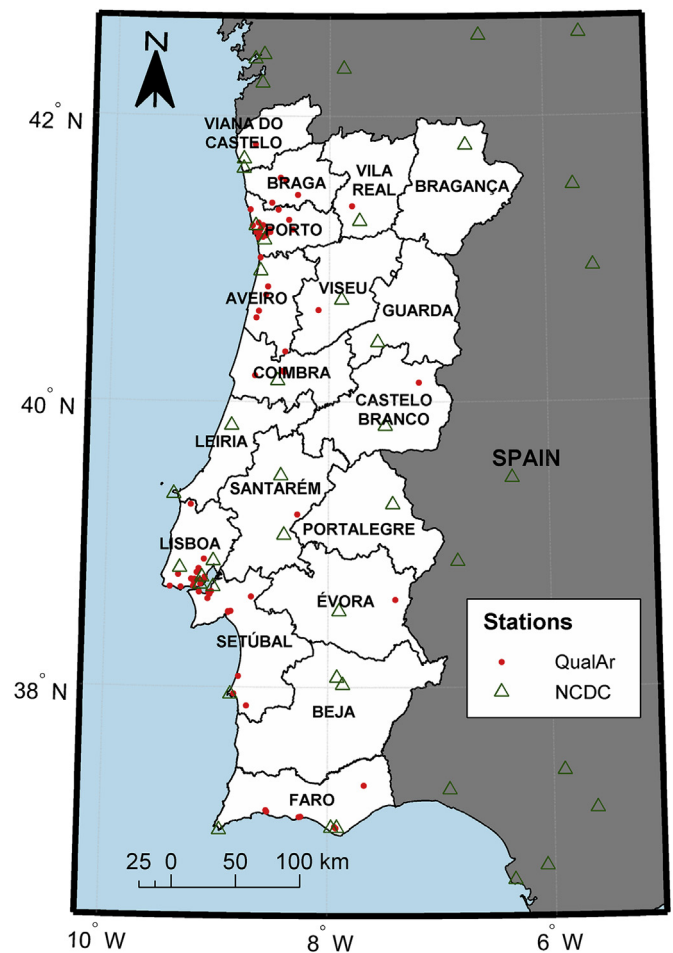 N
42° N
VIANA DO
CASTELO
BRAGA
VILA
REAL
BRAGANÇA
PORTO
AVEIRO
VISEU
GUARDA
COIMBRA
40° N
CASTELO
BRANCO
LEIRIA
SPAIN
SANTARÉM
PORTALEGRE
LISBOA
ÉVORA
SETÚBAL
Stations
QualAr
NCDC
38° N
BEJA
FARO
25 0 50 100 km
10° W 8° W 6° W